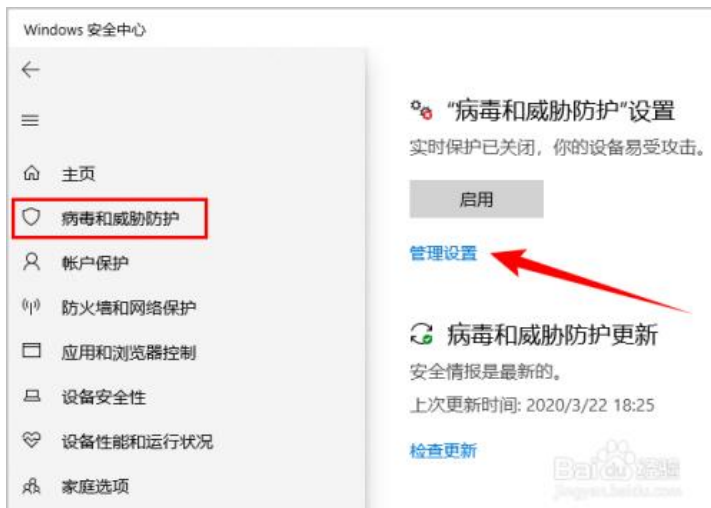 Windows 安全中心
主页
病毒和威胁防护
帐户保护
防火墙和网络保护
应用和浏览器控制
设备安全性
设备性能和运行状况
家庭选项
“病毒和威胁防护”设置
实时保护已关闭，你的设备易受攻击。
启用
管理设置
病毒和威胁防护更新
安全情报是最新的。
上次更新时间: 2020/3/22 18:25
检查更新
Baidu 经验
jingyan.baidu.com